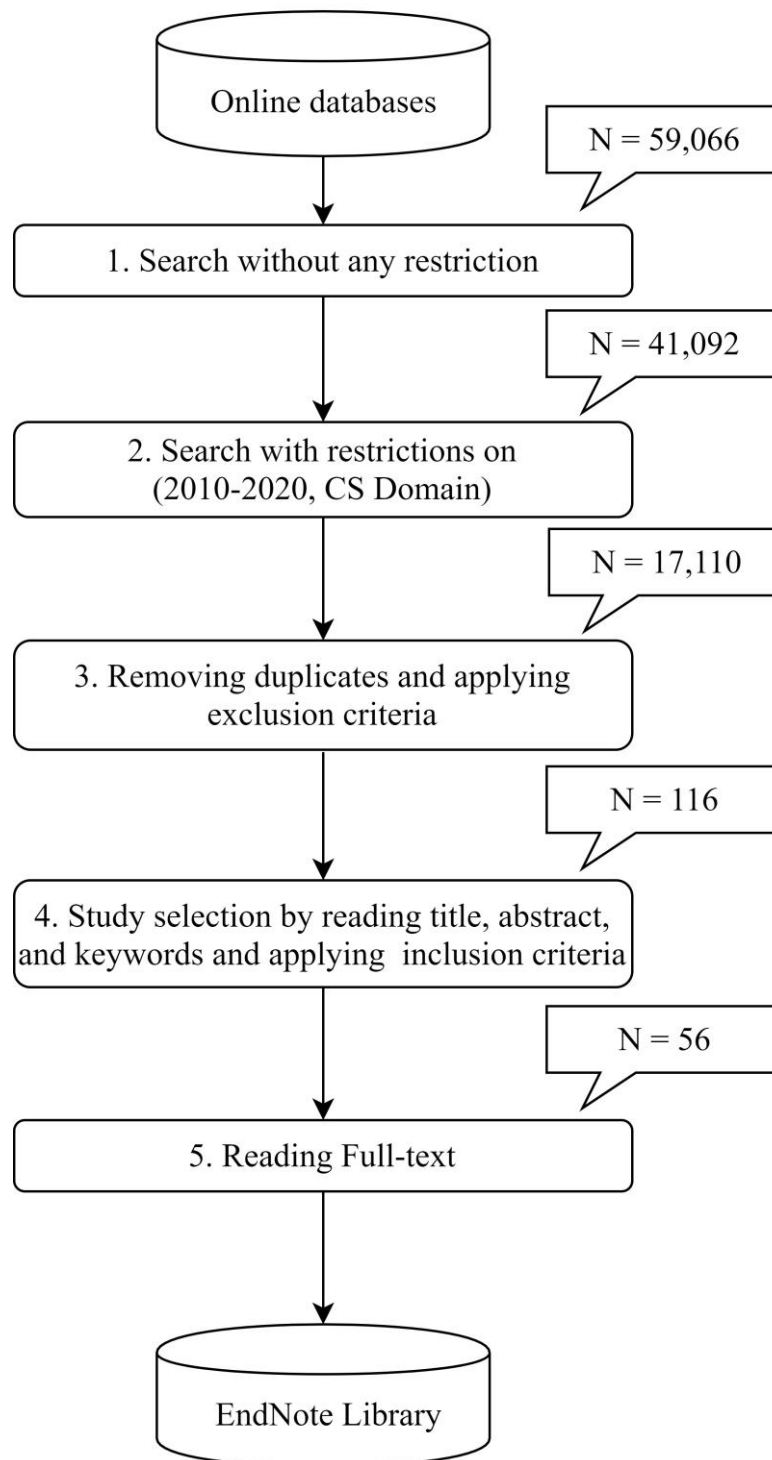 Online databases
N = 59,066
1. Search without any restriction
N = 41,092
2. Search with restrictions on
(2010-2020, CS Domain)
N = 17,110
3. Removing duplicates and applying
exclusion criteria
N = 116
4. Study selection by reading title, abstract,
and keywords and applying inclusion criteria
N = 56
5. Reading Full-text
EndNote Library